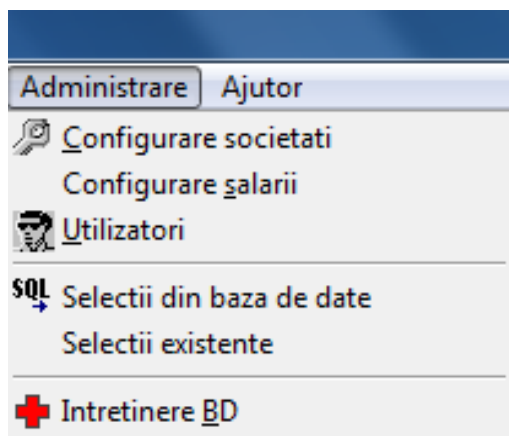 Administrare Ajutor
Configurare societati
Configurare salarii
Utilizatori
SQL Selectii din baza de date
Selectii existente
Intretinere BD